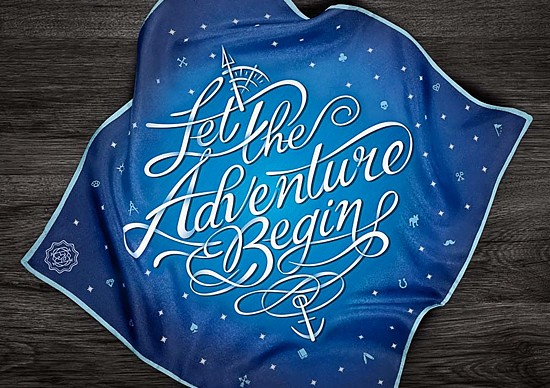 Let the
Adventure
Begin